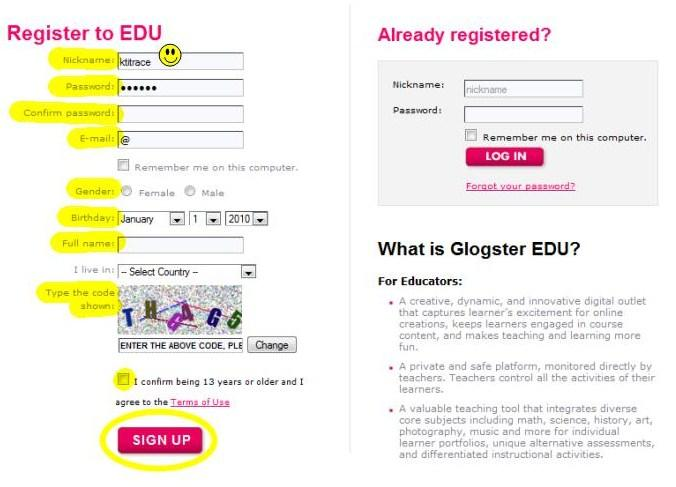 Register to EDU
Nickname: ktitrace
Password: ••••••
Confirm password:
E-mail: @
Remember me on this computer.
Gender: Female Male
Birthday: January 1 2010
Full name:
I live in: -- Select Country --
Type the code
shown:
ENTER THE ABOVE CODE, PLE Change
I confirm being 13 years or older and I
agree to the Terms of Use
SIGN UP
Already registered?
Nickname: nickname
Password:
Remember me on this computer.
LOG IN
Forgot your password?
What is Glogster EDU?
For Educators:
A creative, dynamic, and innovative digital outlet
that captures learner's excitement for online
creations, keeps learners engaged in course
content, and makes teaching and learning more
fun.
A private and safe platform, monitored directly by
teachers. Teachers control all the activities of their
learners.
A valuable teaching tool that integrates diverse
core subjects including math, science, history, art,
photography, music and more for individual
learner portfolios, unique alternative assessments,
and differentiated instructional activities.